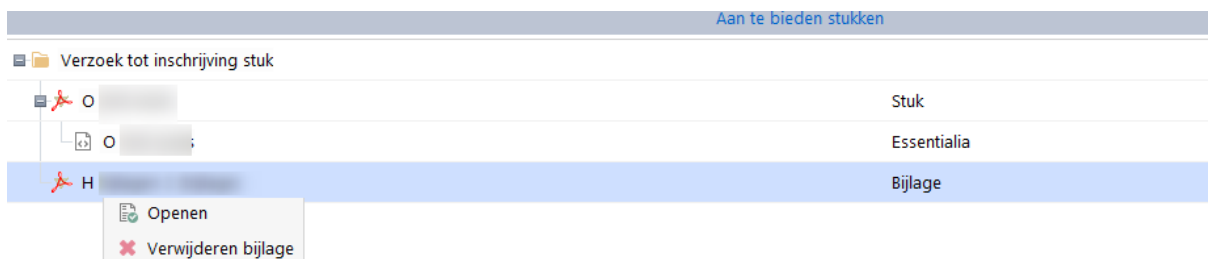 Aan te bieden stukken
Verzoek tot inschrijving stuk
O Stuk
O Essentialia
H Bijlage
Openen
Verwijderen bijlage